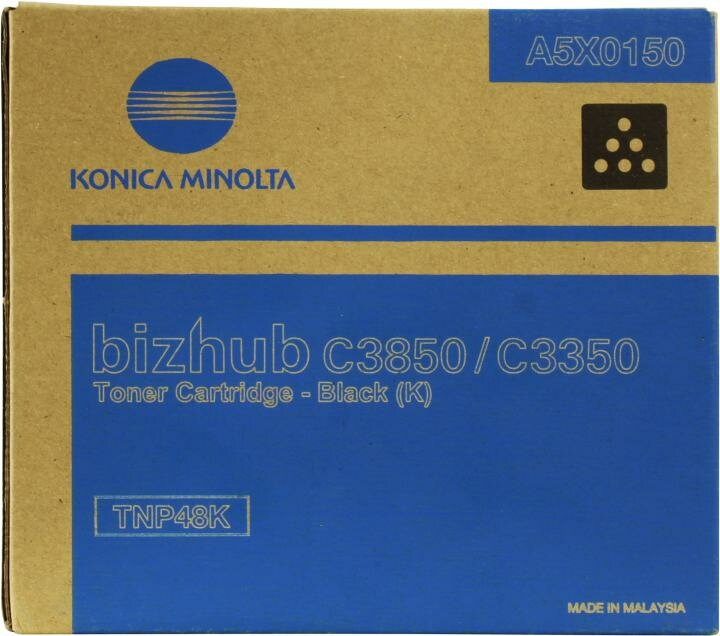 A5X0150
KONICA MINOLTA
bizhub C3850 / C3350
Toner Cartridge - Black (K)
TNP48K
MADE IN MALAYSIA